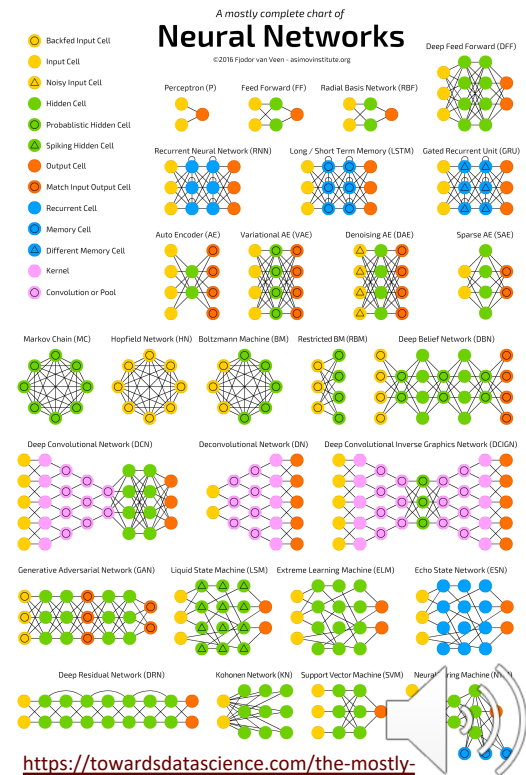 A mostly complete chart of
Neural Networks
©2016 Fjodor van Veen - asimovinstitute.org
Backfed Input Cell
Input Cell
Noisy Input Cell
Hidden Cell
Probablistic Hidden Cell
Spiking Hidden Cell
Output Cell
Match Input Output Cell
Recurrent Cell
Memory Cell
Different Memory Cell
Kernel
Convolution or Pool
Deep Feed Forward (DFF)
Perceptron (P) Feed Forward (FF) Radial Basis Network (RBF)
Recurrent Neural Network (RNN) Long / Short Term Memory (LSTM) Gated Recurrent Unit (GRU)
Auto Encoder (AE) Variational AE (VAE) Denoising AE (DAE) Sparse AE (SAE)
Markov Chain (MC) Hopfield Network (HN) Boltzmann Machine (BM) Restricted BM (RBM) Deep Belief Network (DBN)
Deep Convolutional Network (DCN) Deconvolutional Network (DN) Deep Convolutional Inverse Graphics Network (DCIGN)
Generative Adversarial Network (GAN) Liquid State Machine (LSM) Extreme Learning Machine (ELM) Echo State Network (ESN)
Deep Residual Network (DRN) Kohonen Network (KN) Support Vector Machine (SVM) Machine
https://towardsdatascience.com/the-mostly-